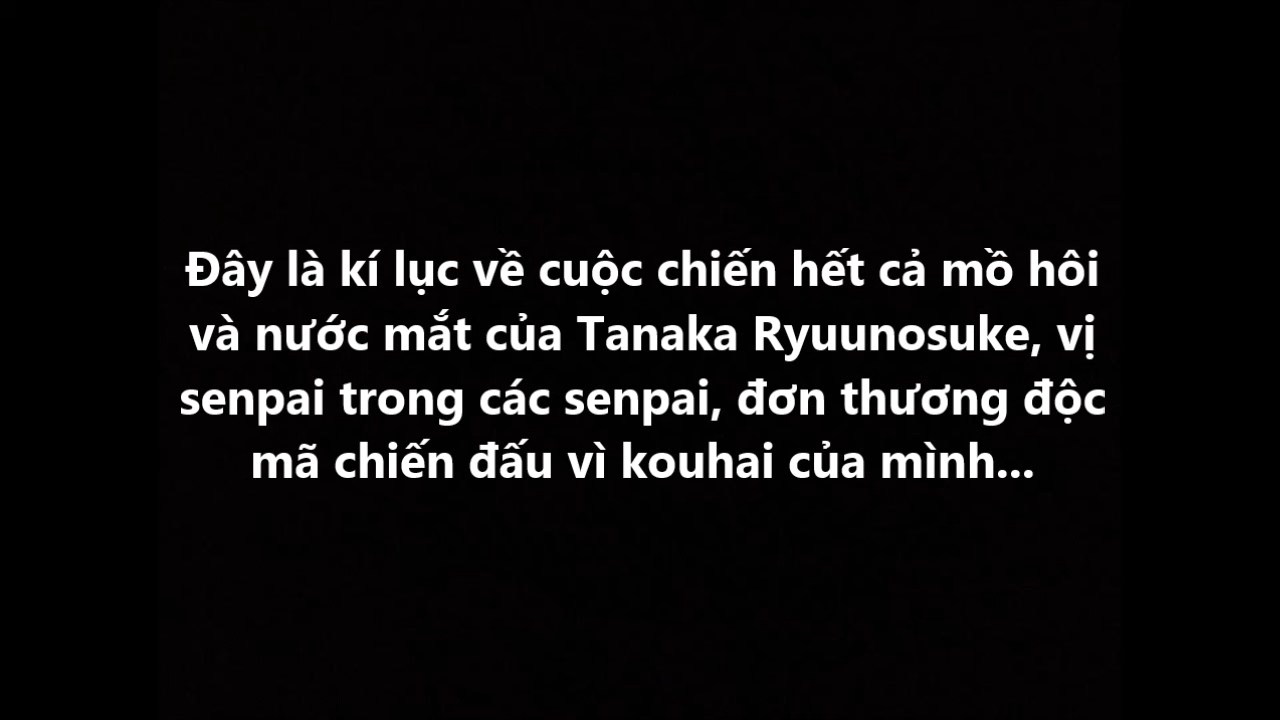 Đây là kí lục về cuộc chiến hết cả mồ hôi
và nước mắt của Tanaka Ryuunosuke, vị
senpai trong các senpai, đơn thương độc
mã chiến đấu vì kouhai của mình...